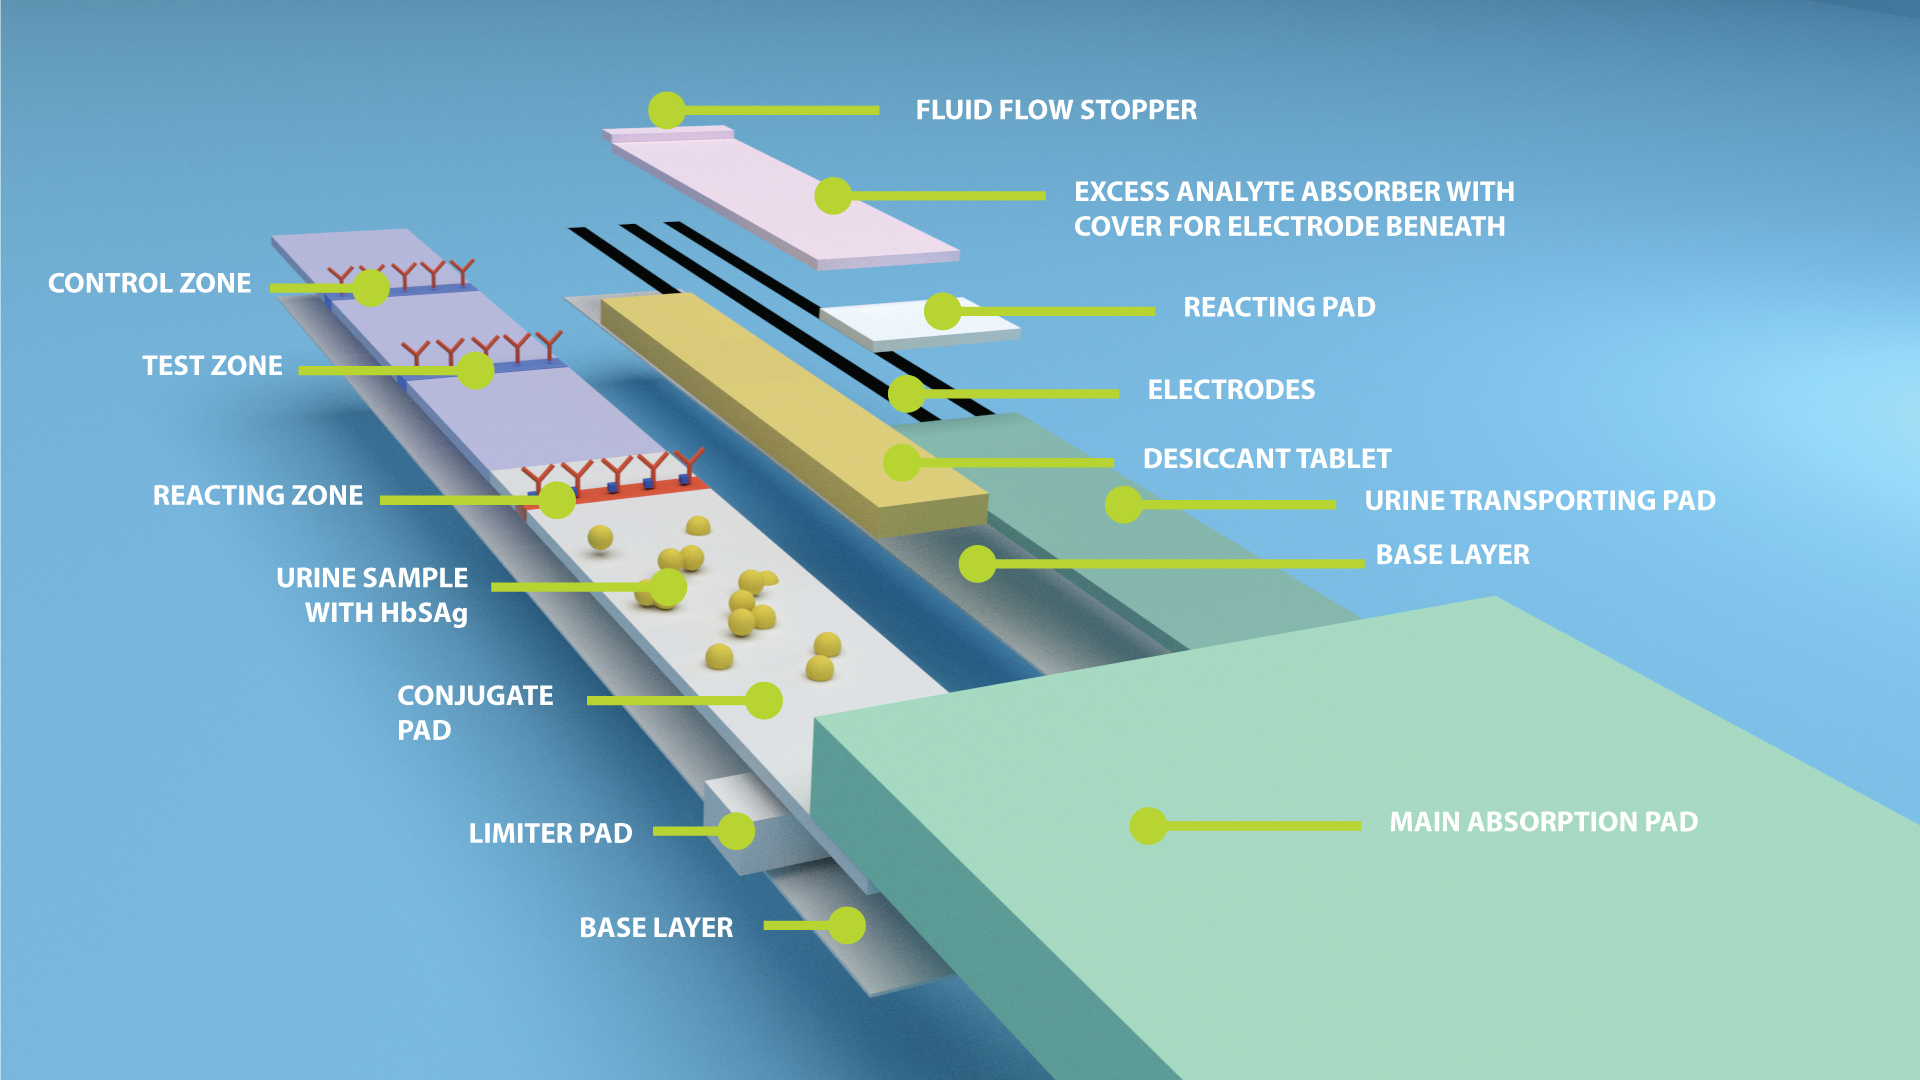 FLUID FLOW STOPPER
EXCESS ANALYTE ABSORBER WITH
COVER FOR ELECTRODE BENEATH
CONTROL ZONE
REACTING PAD
TEST ZONE
ELECTRODES
DESICCANT TABLET
REACTING ZONE
URINE TRANSPORTING PAD
BASE LAYER
URINE SAMPLE
WITH HbSAg
CONJUGATE
PAD
MAIN ABSORPTION PAD
LIMITER PAD
BASE LAYER